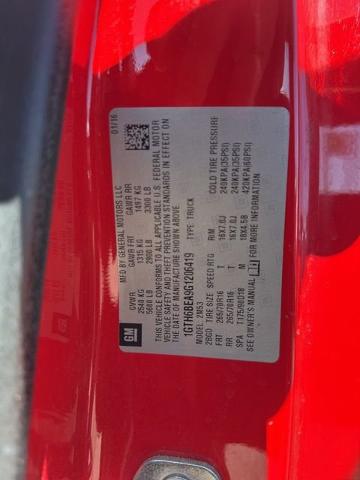 MFD BY GENERAL MOTORS LLC 01/16
GVWR GAWR FRT GAWR RR
2540 KG 1315 KG 1497 KG
5600 LB 2900 LB 3300 LB
GM
THIS VEHICLE CONFORMS TO ALL APPLICABLE U.S. FEDERAL MOTOR
VEHICLE SAFETY AND THEFT PREVENTION STANDARDS IN EFFECT ON
THE DATE OF MANUFACTURE SHOWN ABOVE.
1GTH6BEA9G1206419 TYPE: TRUCK
MODEL: 2M53
TIRE SIZE SPEED RTG RIM COLD TIRE PRESSURE
FRT 265/70R16 T 16X7.0J 240KPA(35PSI)
RR 265/70R16 T 16X7.0J 240KPA(35PSI)
SPA T175/80D18 M 18X4.5B 420KPA(60PSI)
SEE OWNER'S MANUAL FOR MORE INFORMATION